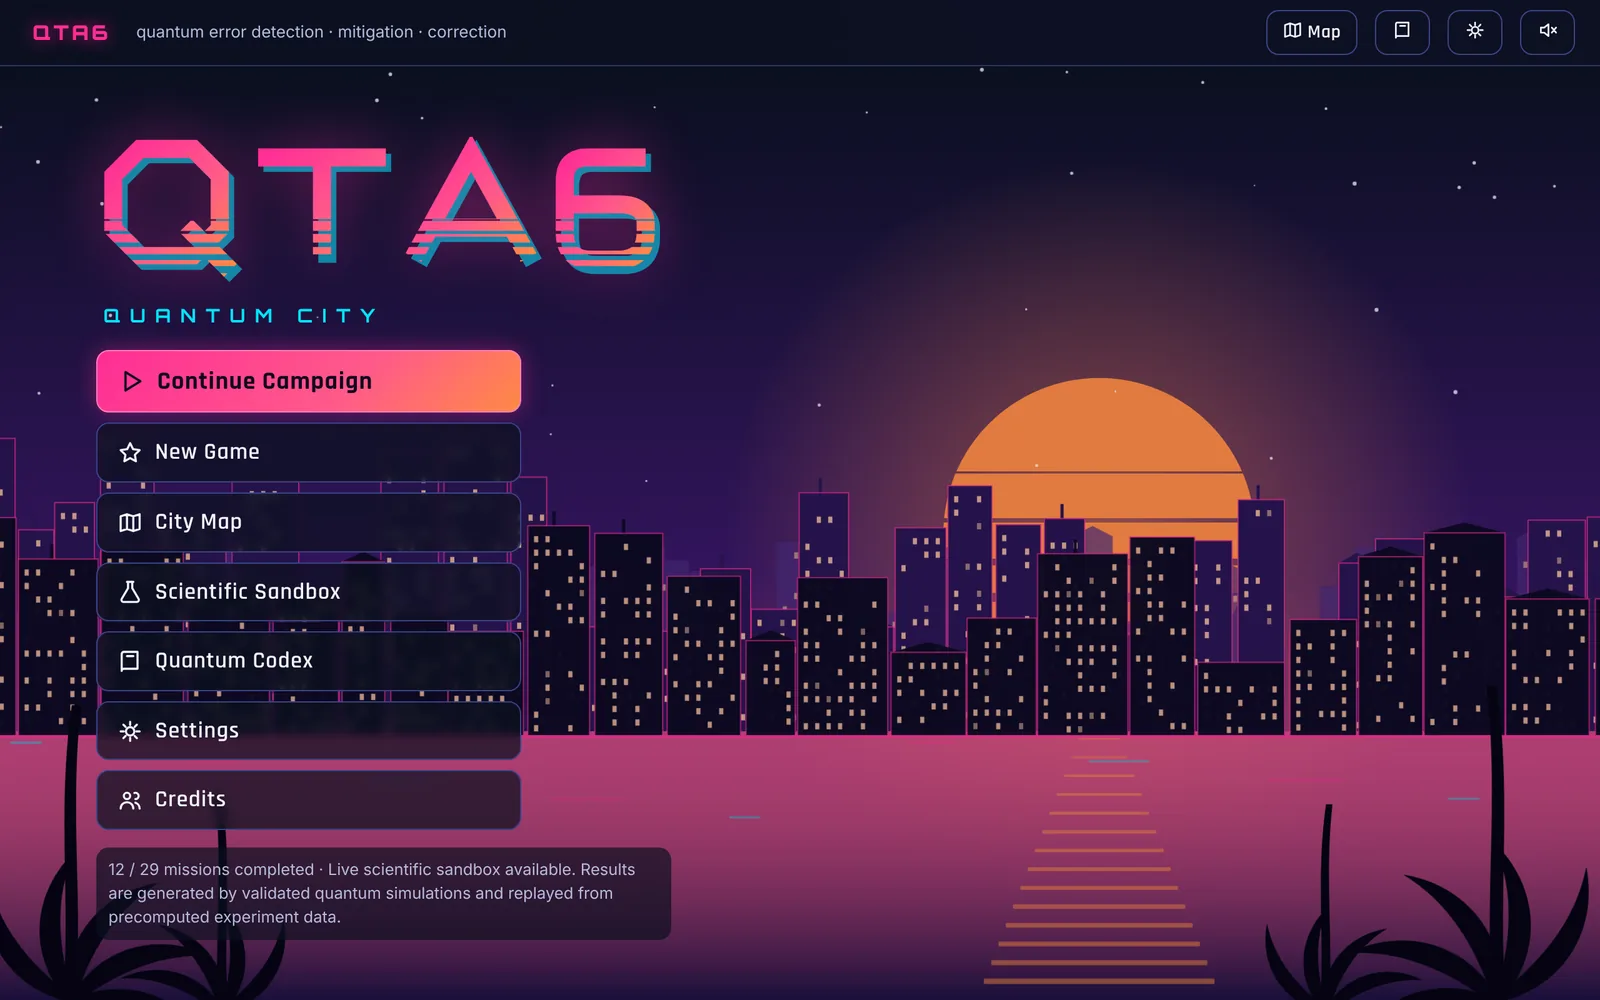 QTA6
quantum error detection · mitigation · correction
Map
QTA6
QUANTUM CITY
Continue Campaign
New Game
City Map
Scientific Sandbox
Quantum Codex
Settings
Credits
12 / 29 missions completed · Live scientific sandbox available. Results
are generated by validated quantum simulations and replayed from
precomputed experiment data.